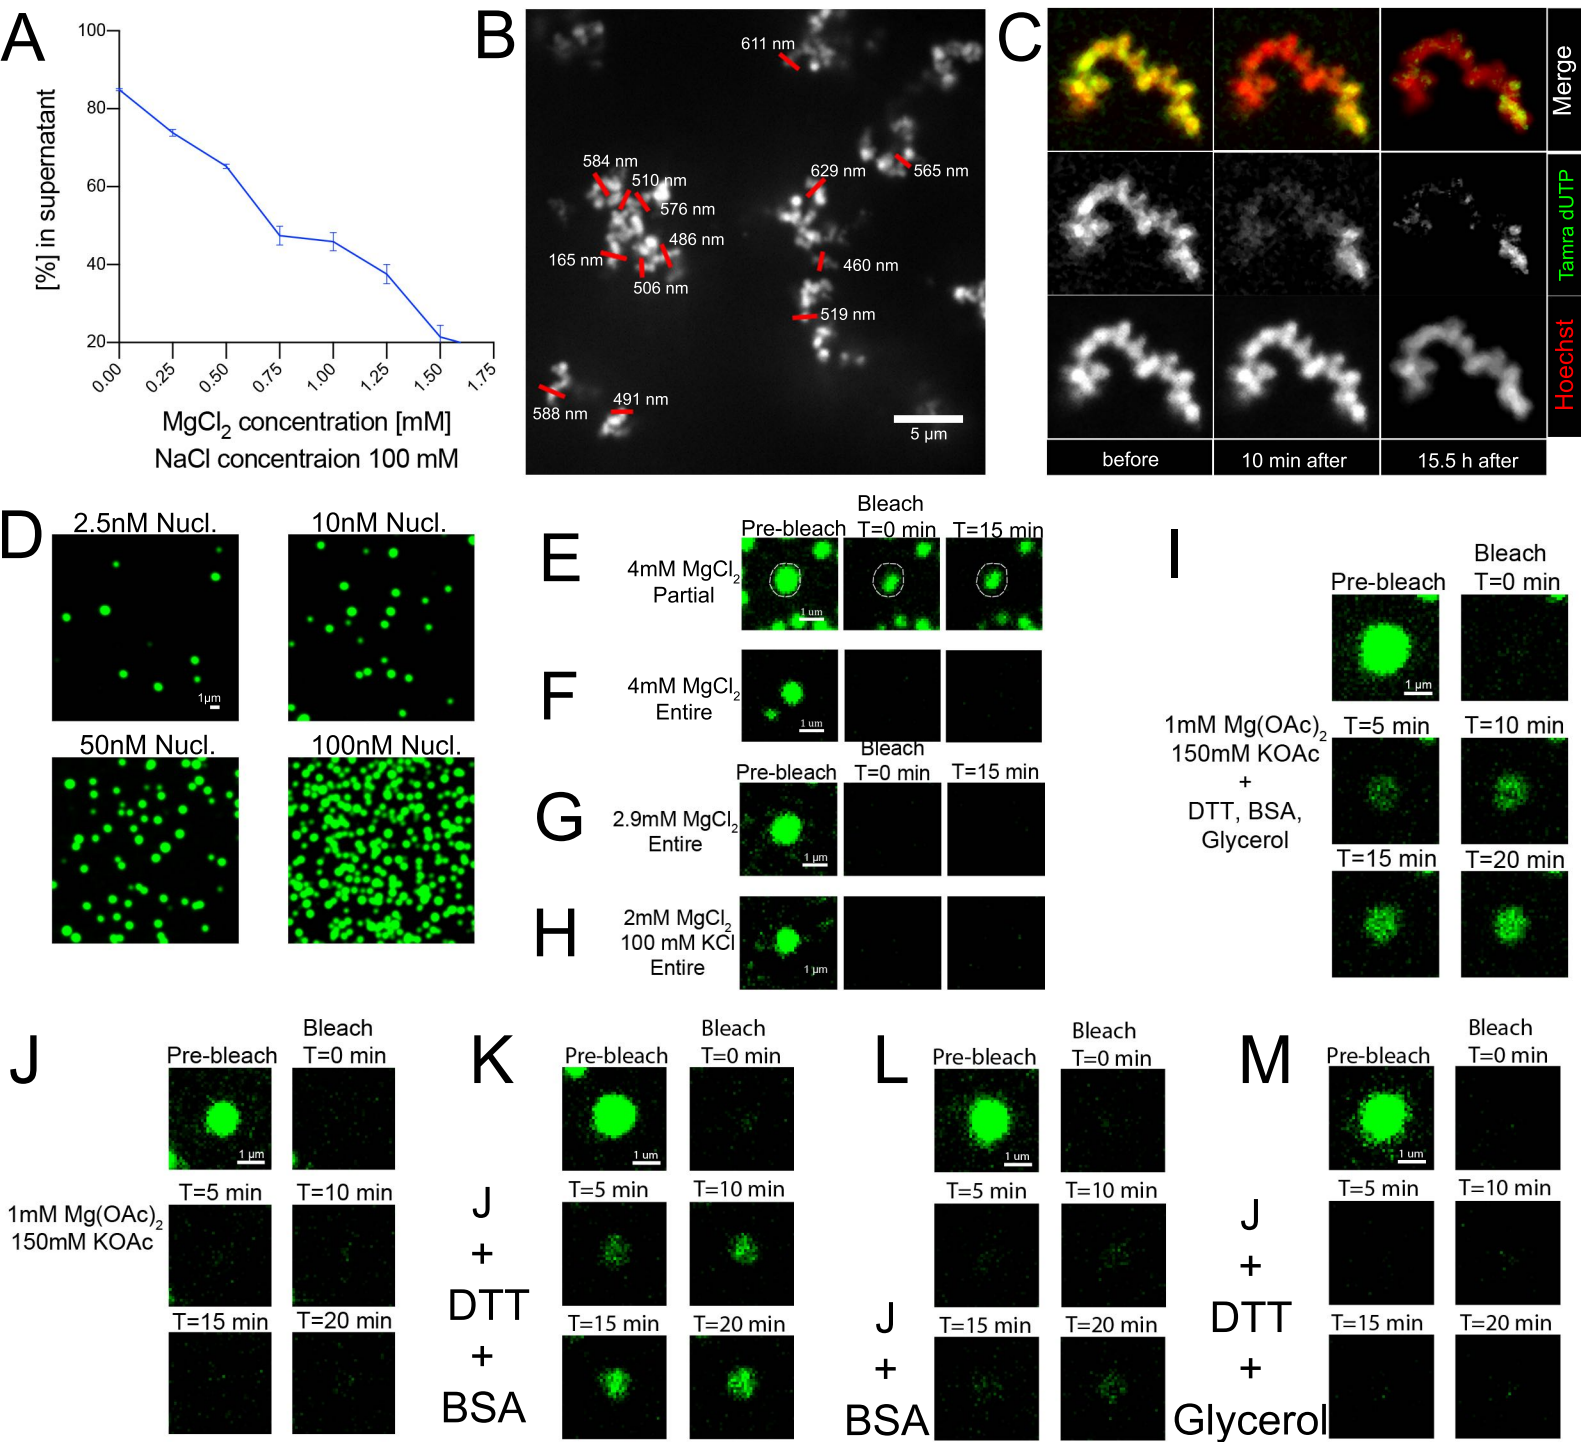 A
100
80
60
40
20
[%] in supernatant
0.00
0.25
0.50
0.75
1.00
1.25
1.50
1.75
MgCl2 concentration [mM]
NaCl concentraion 100 mM
B
611 nm
584 nm
510 nm
576 nm
486 nm
165 nm
506 nm
629 nm
565 nm
460 nm
519 nm
588 nm
491 nm
5 µm
C
Merge
Tamra dUTP
Hoechst
before
10 min after
15.5 h after
D
2.5nM Nucl.
10nM Nucl.
1µm
50nM Nucl.
100nM Nucl.
E
Pre-bleach
Bleach
T=0 min
T=15 min
4mM MgCl2
Partial
1 um
F
4mM MgCl2
Entire
1 um
G
Pre-bleach
Bleach
T=0 min
T=15 min
2.9mM MgCl2
Entire
1 µm
H
2mM MgCl2
100 mM KCl
Entire
1 µm
I
Pre-bleach
Bleach
T=0 min
1 µm
1mM Mg(OAc)2
150mM KOAc
+
DTT, BSA,
Glycerol
T=5 min
T=10 min
T=15 min
T=20 min
J
Pre-bleach
Bleach
T=0 min
1 µm
1mM Mg(OAc)2
150mM KOAc
T=5 min
T=10 min
T=15 min
T=20 min
K
Pre-bleach
Bleach
T=0 min
1 um
J
+
DTT
+
BSA
T=5 min
T=10 min
T=15 min
T=20 min
L
Pre-bleach
Bleach
T=0 min
1 um
J
+
BSA
T=5 min
T=10 min
T=15 min
T=20 min
M
Pre-bleach
Bleach
T=0 min
1 um
J
+
DTT
+
Glycerol
T=5 min
T=10 min
T=15 min
T=20 min